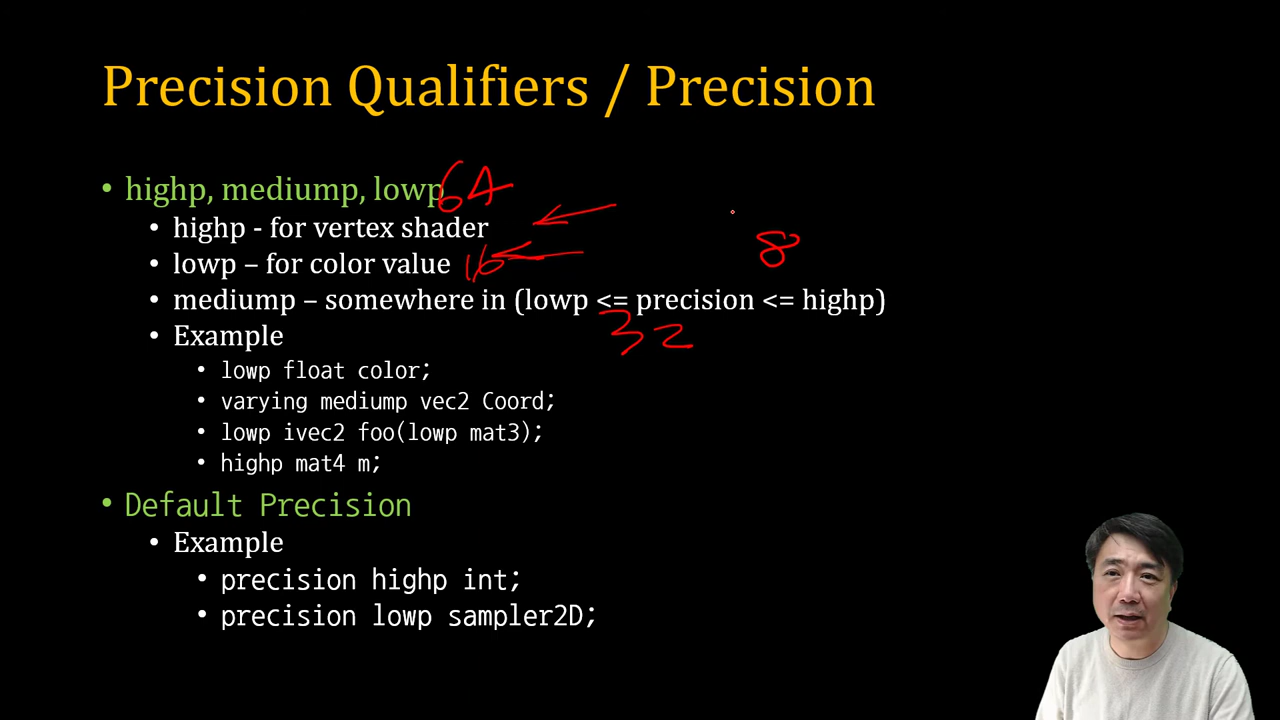 Precision Qualifiers / Precision
• highp, mediump, lowp 64
• highp - for vertex shader
• lowp – for color value 16
8
• mediump – somewhere in (lowp <= precision <= highp)
32
• Example
• lowp float color;
• varying mediump vec2 Coord;
• lowp ivec2 foo(lowp mat3);
• highp mat4 m;
• Default Precision
• Example
• precision highp int;
• precision lowp sampler2D;